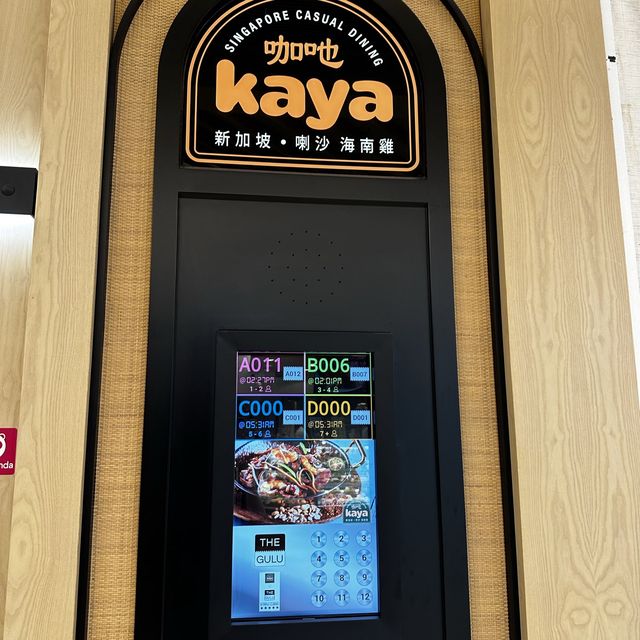 SINGAPORE CASUAL DINING
咖吔
kaya
新加坡・喇沙 海南雞
A011
A012
@02:27PM
1-2
B006
B007
@02:01PM
3-4
C000
C001
@05:31AM
5-6
D000
D001
@05:31AM
7+
kaya
THE
GULU
1 2 3
4 5 6
7 8 9
10 11 12
nda